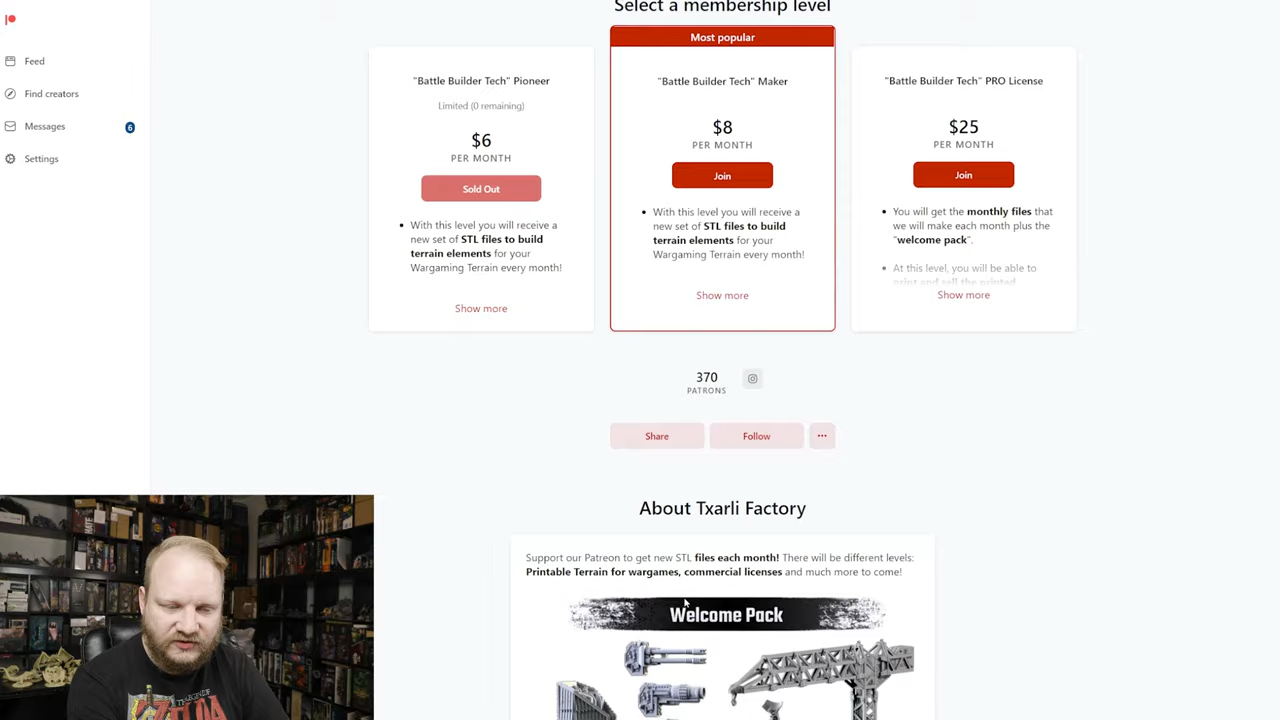 Select a membership level
Feed
Find creators
Messages
6
Settings
"Battle Builder Tech" Pioneer
Limited (0 remaining)
$6
PER MONTH
Sold Out
With this level you will receive a
new set of STL files to build
terrain elements for your
Wargaming Terrain every month!
Show more
Most popular
"Battle Builder Tech" Maker
$8
PER MONTH
Join
With this level you will receive a
new set of STL files to build
terrain elements for your
Wargaming Terrain every month!
Show more
"Battle Builder Tech" PRO License
$25
PER MONTH
Join
You will get the monthly files that
we will make each month plus the
"welcome pack".
At this level, you will be able to
print and sell the printed
Show more
370
PATRONS
Share
Follow
About Txarli Factory
Support our Patreon to get new STL files each month! There will be different levels:
Printable Terrain for wargames, commercial licenses and much more to come!
Welcome Pack
ZELDA